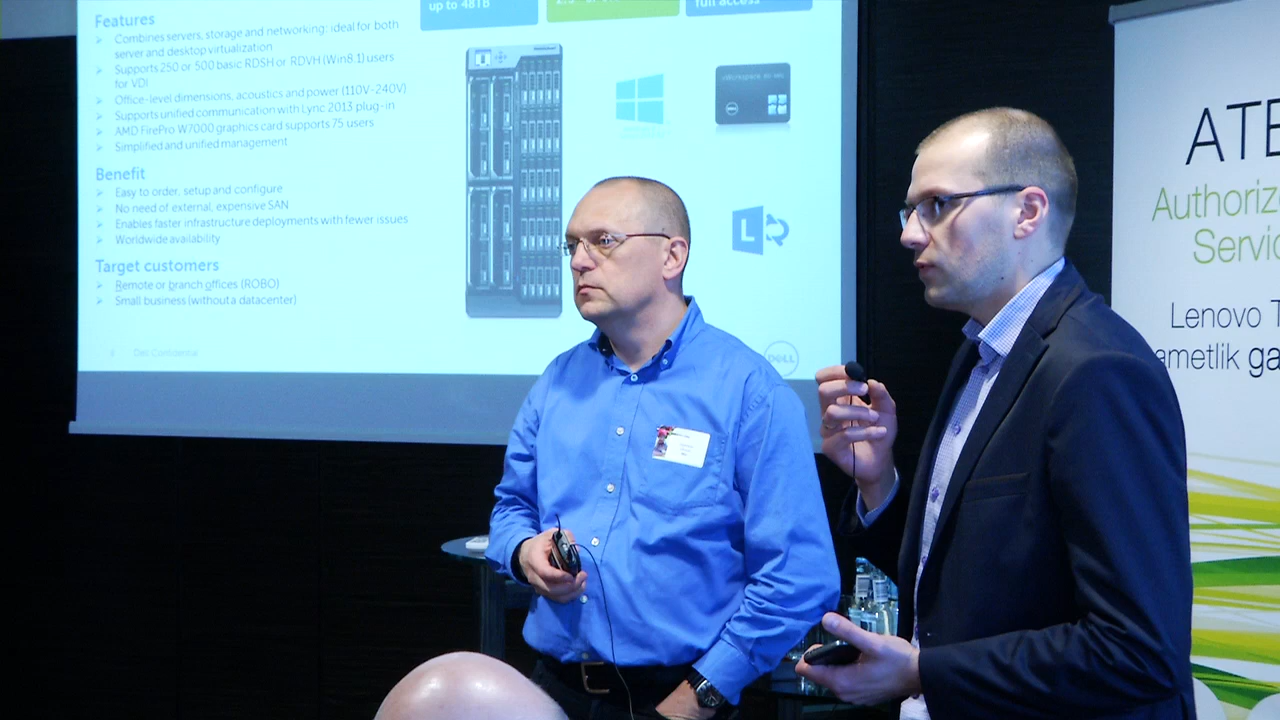 up to 48TB
full access
Features
Combines servers, storage and networking: ideal for both
server and desktop virtualization
Supports 250 or 500 basic RDSH or RDVH (Win8.1) users
for VDI
Office-level dimensions, acoustics and power (110V-240V)
Supports unified communication with Lync 2013 plug-in
AMD FirePro W7000 graphics card supports 75 users
Simplified and unified management
Benefit
Easy to order, setup and configure
No need of external, expensive SAN
Enables faster infrastructure deployments with fewer issues
Worldwide availability
Target customers
Remote or branch offices (ROBO)
Small business (without a datacenter)
Dell Confidential
L
DELL
ATE
Authoriz
Servic
Lenovo T
ametlik ga